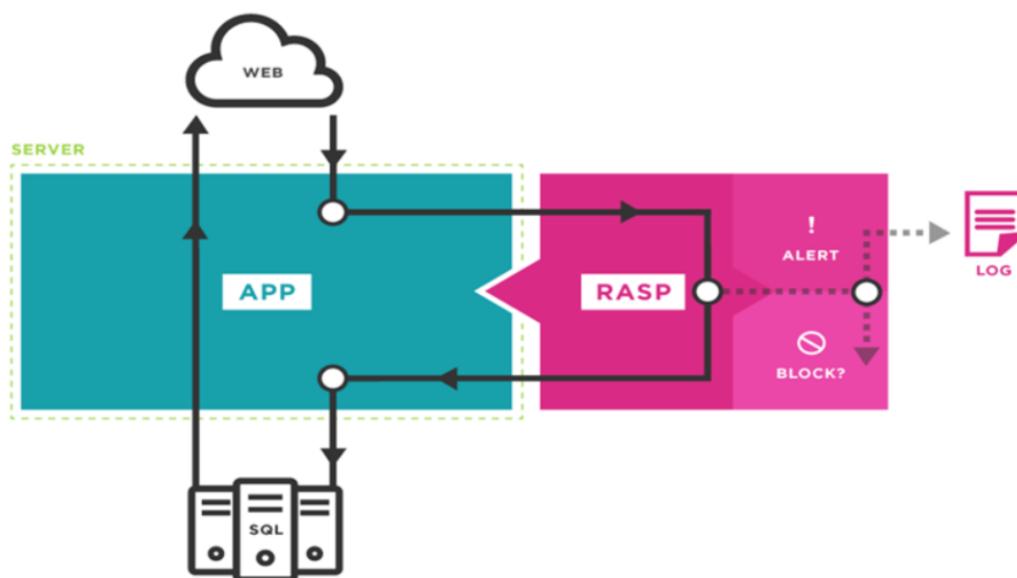 WEB
SERVER
!
ALERT
APP
RASP
LOG
BLOCK?
SQL